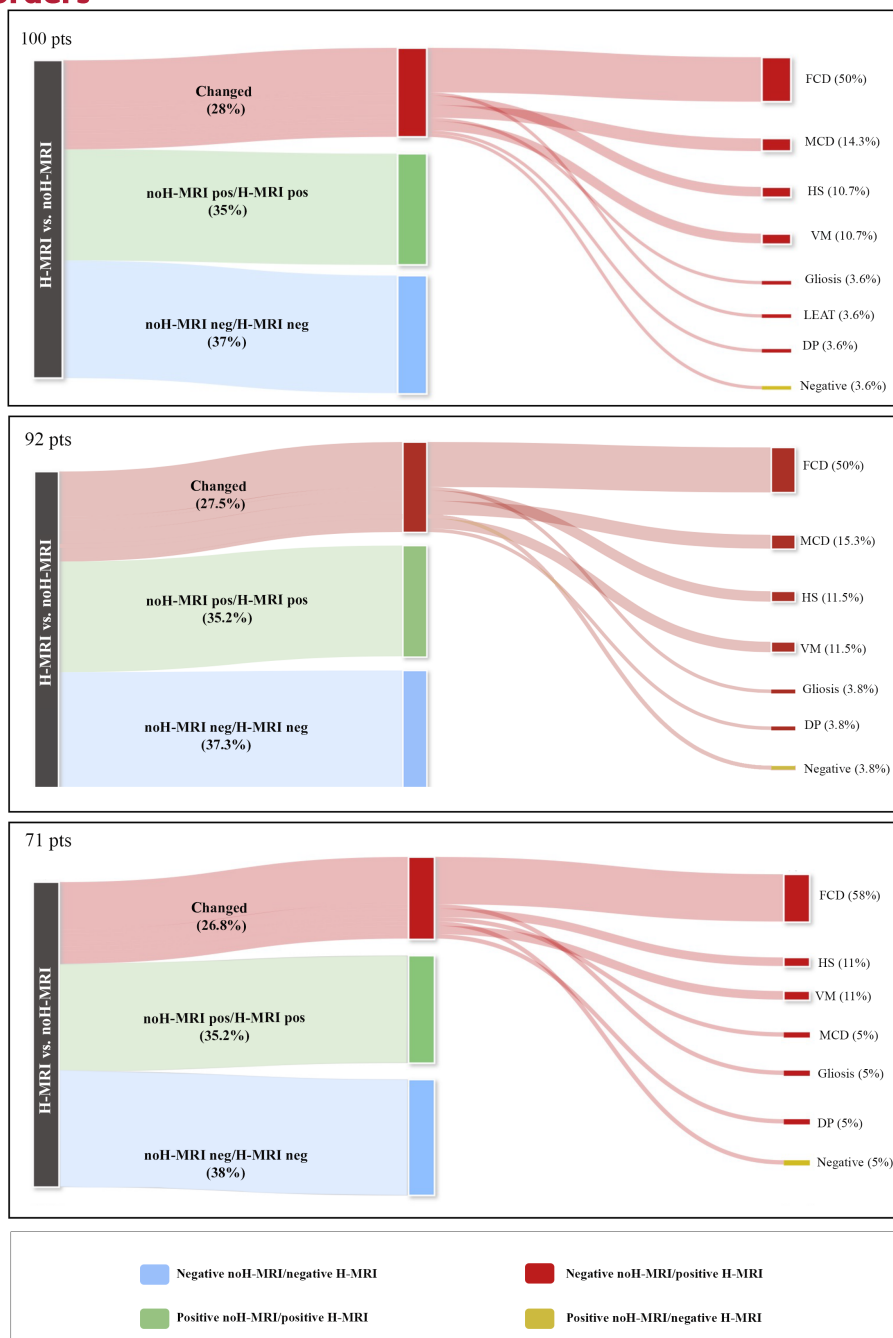 100 pts
H-MRI vs. noH-MRI
Changed
(28%)
noH-MRI pos/H-MRI pos
(35%)
noH-MRI neg/H-MRI neg
(37%)
FCD (50%)
MCD (14.3%)
HS (10.7%)
VM (10.7%)
Gliosis (3.6%)
LEAT (3.6%)
DP (3.6%)
Negative (3.6%)
92 pts
H-MRI vs. noH-MRI
Changed
(27.5%)
noH-MRI pos/H-MRI pos
(35.2%)
noH-MRI neg/H-MRI neg
(37.3%)
FCD (50%)
MCD (15.3%)
HS (11.5%)
VM (11.5%)
Gliosis (3.8%)
DP (3.8%)
Negative (3.8%)
71 pts
H-MRI vs. noH-MRI
Changed
(26.8%)
noH-MRI pos/H-MRI pos
(35.2%)
noH-MRI neg/H-MRI neg
(38%)
FCD (58%)
HS (11%)
VM (11%)
MCD (5%)
Gliosis (5%)
DP (5%)
Negative (5%)
Negative noH-MRI/negative H-MRI
Negative noH-MRI/positive H-MRI
Positive noH-MRI/positive H-MRI
Positive noH-MRI/negative H-MRI